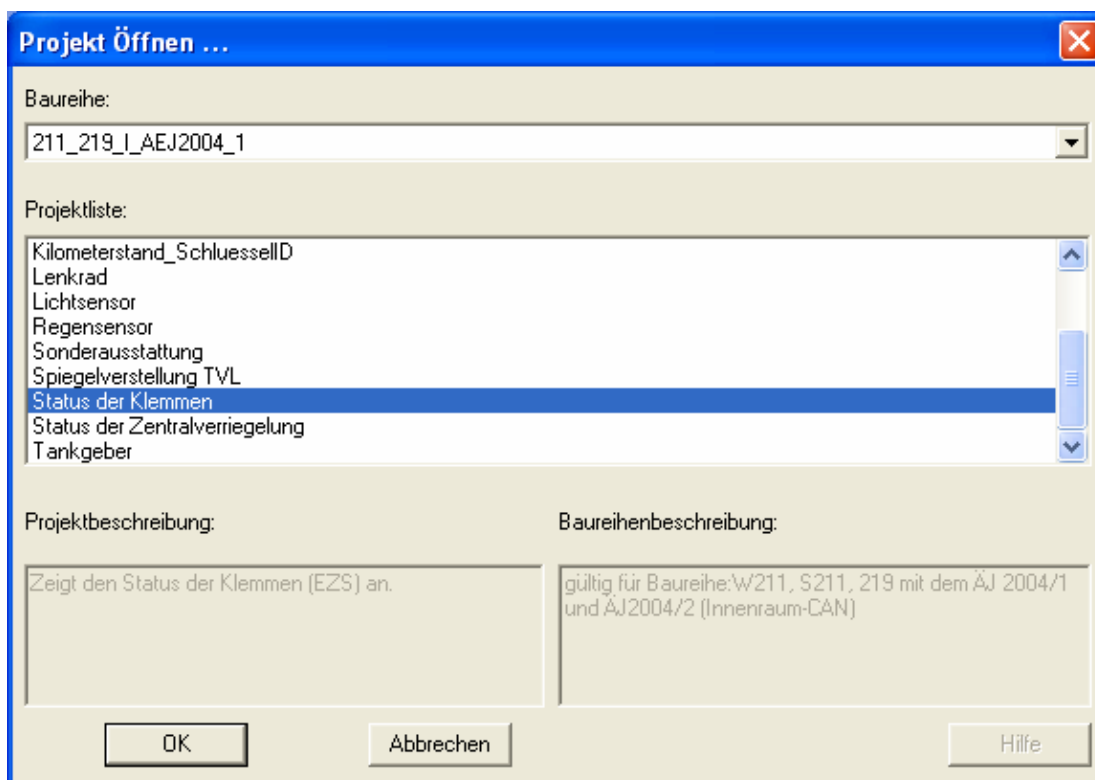 Projekt Öffnen ...
Baureihe:
211_219_I_AEJ2004_1
Projektliste:
Kilometerstand_SchluesselID
Lenkrad
Lichtsensor
Regensensor
Sonderausstattung
Spiegelverstellung TVL
Status der Klemmen
Status der Zentralverriegelung
Tankgeber
Projektbeschreibung:
Zeigt den Status der Klemmen (EZS) an.
Baureihenbeschreibung:
gültig für Baureihe:W211, S211, 219 mit dem ÄJ 2004/1
und ÄJ2004/2 (Innenraum-CAN)
OK
Abbrechen
Hilfe